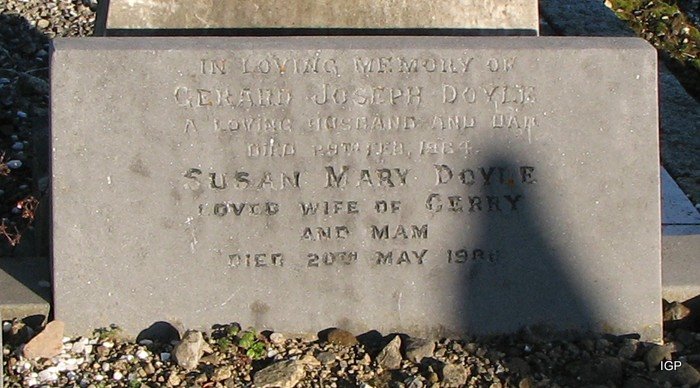 IN LOVING MEMORY OF
GERARD JOSEPH DOYLE
A LOVING HUSBAND AND DAD
DIED 29TH FEB, 1984.
SUSAN MARY DOYLE
LOVED WIFE OF GERRY
AND MAM
DIED 20TH MAY
IGP